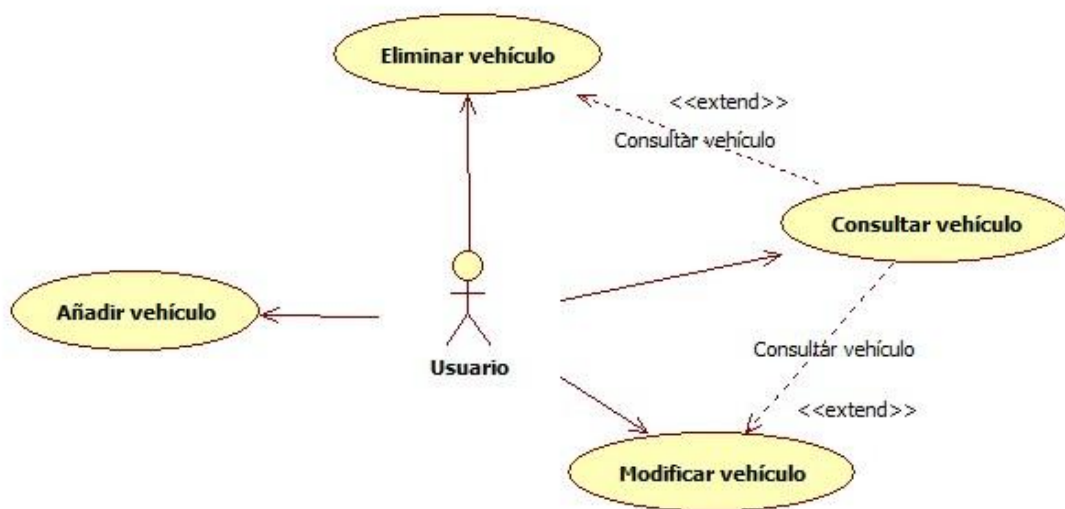 Eliminar vehículo
<<extend>>
Consultar vehículo
Consultar vehículo
Añadir vehículo
Usuario
Consultar vehículo
<<extend>>
Modificar vehículo